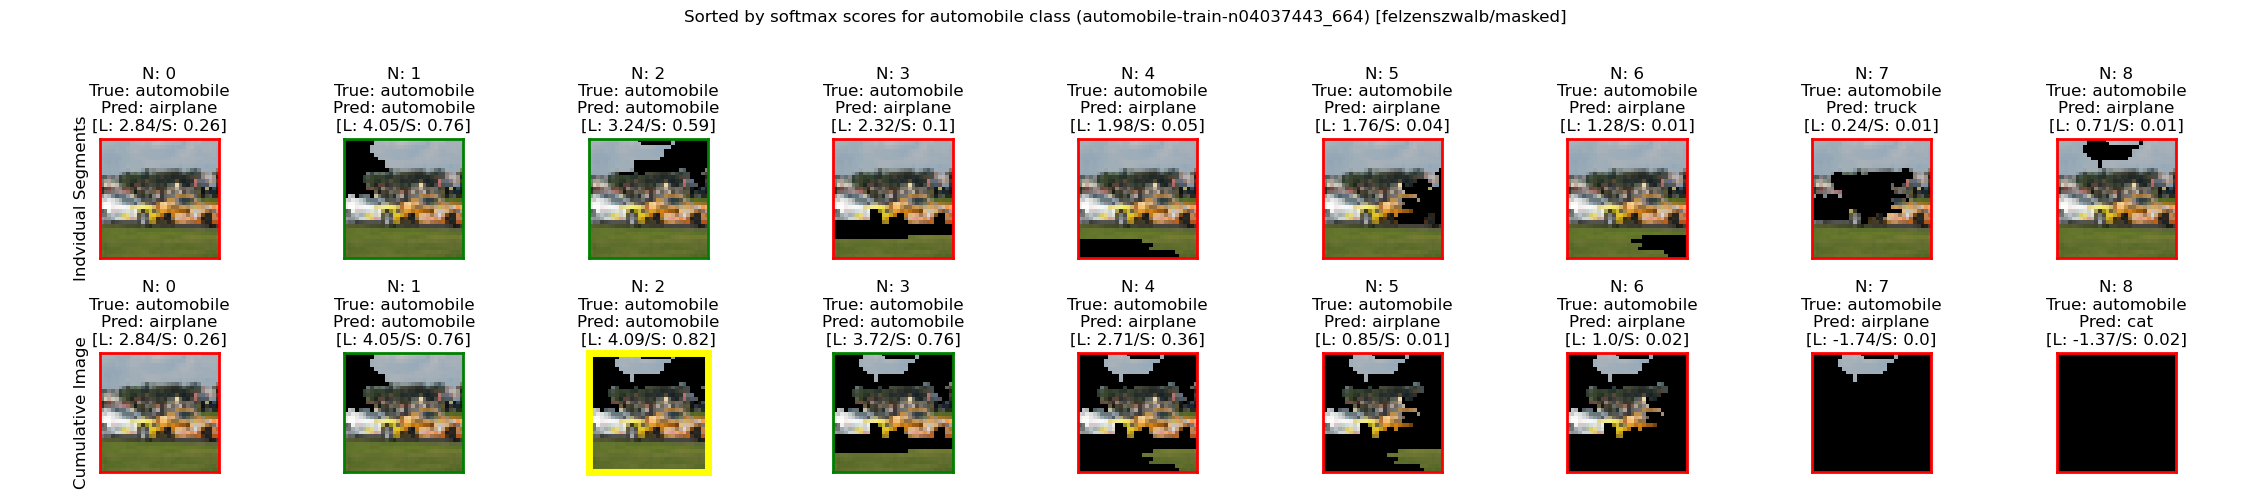 Sorted by softmax scores for automobile class (automobile-train-n04037443_664) [felzenszwalb/masked]
Indvidual Segments
N: 0
True: automobile
Pred: airplane
[L: 2.84/S: 0.26]
N: 1
True: automobile
Pred: automobile
[L: 4.05/S: 0.76]
N: 2
True: automobile
Pred: automobile
[L: 3.24/S: 0.59]
N: 3
True: automobile
Pred: airplane
[L: 2.32/S: 0.1]
N: 4
True: automobile
Pred: airplane
[L: 1.98/S: 0.05]
N: 5
True: automobile
Pred: airplane
[L: 1.76/S: 0.04]
N: 6
True: automobile
Pred: airplane
[L: 1.28/S: 0.01]
N: 7
True: automobile
Pred: truck
[L: 0.24/S: 0.01]
N: 8
True: automobile
Pred: airplane
[L: 0.71/S: 0.01]
Cumulative Image
N: 0
True: automobile
Pred: airplane
[L: 2.84/S: 0.26]
N: 1
True: automobile
Pred: automobile
[L: 4.05/S: 0.76]
N: 2
True: automobile
Pred: automobile
[L: 4.09/S: 0.82]
N: 3
True: automobile
Pred: automobile
[L: 3.72/S: 0.76]
N: 4
True: automobile
Pred: airplane
[L: 2.71/S: 0.36]
N: 5
True: automobile
Pred: airplane
[L: 0.85/S: 0.01]
N: 6
True: automobile
Pred: airplane
[L: 1.0/S: 0.02]
N: 7
True: automobile
Pred: airplane
[L: -1.74/S: 0.0]
N: 8
True: automobile
Pred: cat
[L: -1.37/S: 0.02]